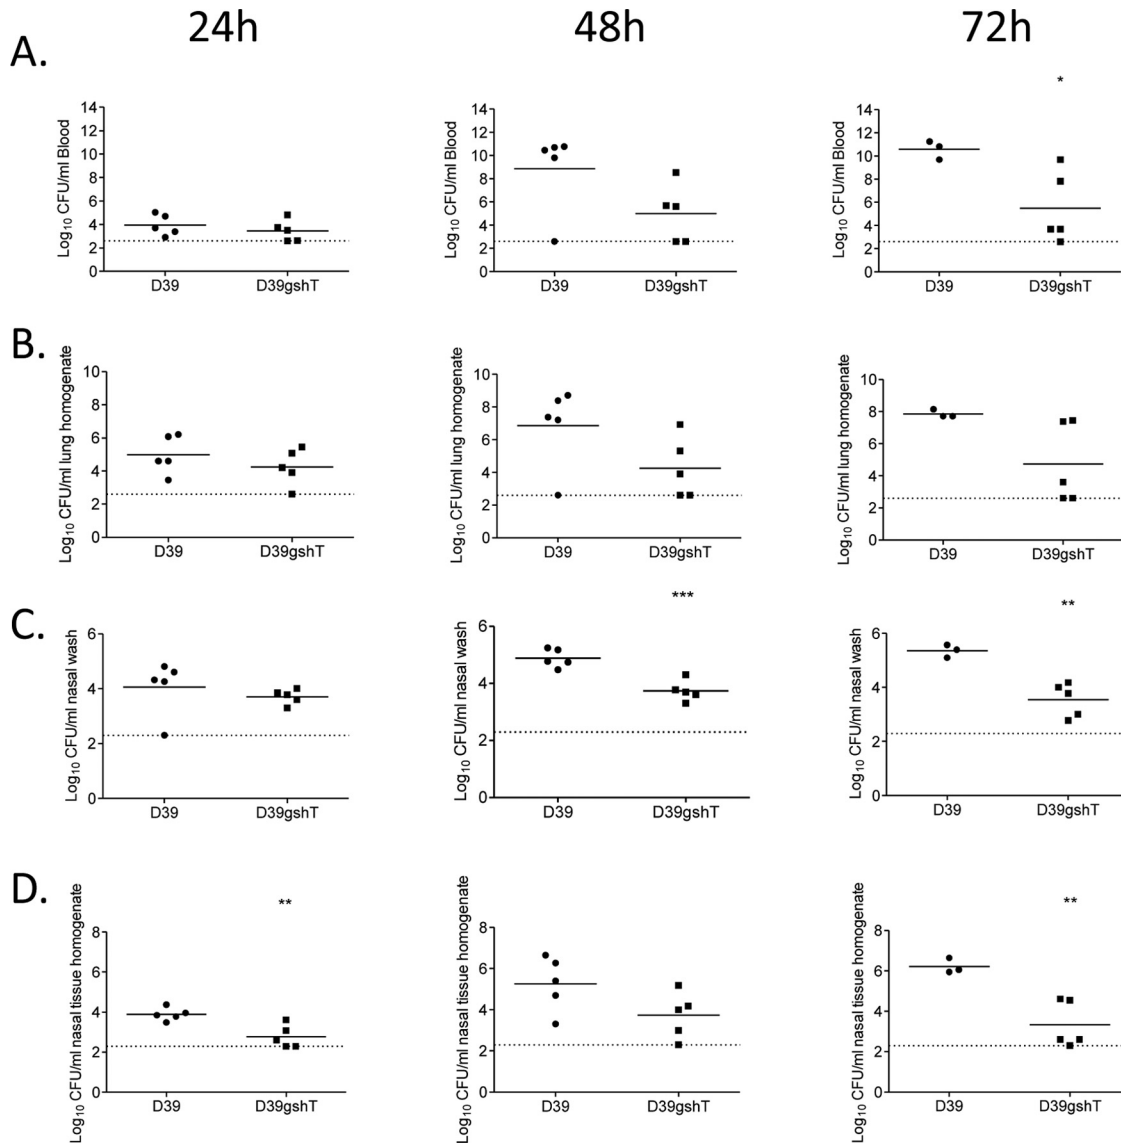 24h 48h 72h
A.
Log10 CFU/ml Blood
14
12
10
8
6
4
2
0
D39 D39gshT
Log10 CFU/ml Blood
14
12
10
8
6
4
2
0
D39 D39gshT
*
Log10 CFU/ml Blood
14
12
10
8
6
4
2
0
D39 D39gshT
B.
Log10 CFU/ml lung homogenate
10
8
6
4
2
0
D39 D39gshT
Log10 CFU/ml lung homogenate
10
8
6
4
2
0
D39 D39gshT
Log10 CFU/ml lung homogenate
10
8
6
4
2
0
D39 D39gshT
C.
Log10 CFU/ml nasal wash
6
4
2
0
D39 D39gshT
***
Log10 CFU/ml nasal wash
6
4
2
0
D39 D39gshT
**
Log10 CFU/ml nasal wash
6
4
2
0
D39 D39gshT
D.
**
Log10 CFU/ml nasal tissue homogenate
8
6
4
2
0
D39 D39gshT
Log10 CFU/ml nasal tissue homogenate
8
6
4
2
0
D39 D39gshT
**
Log10 CFU/ml nasal tissue homogenate
8
6
4
2
0
D39 D39gshT